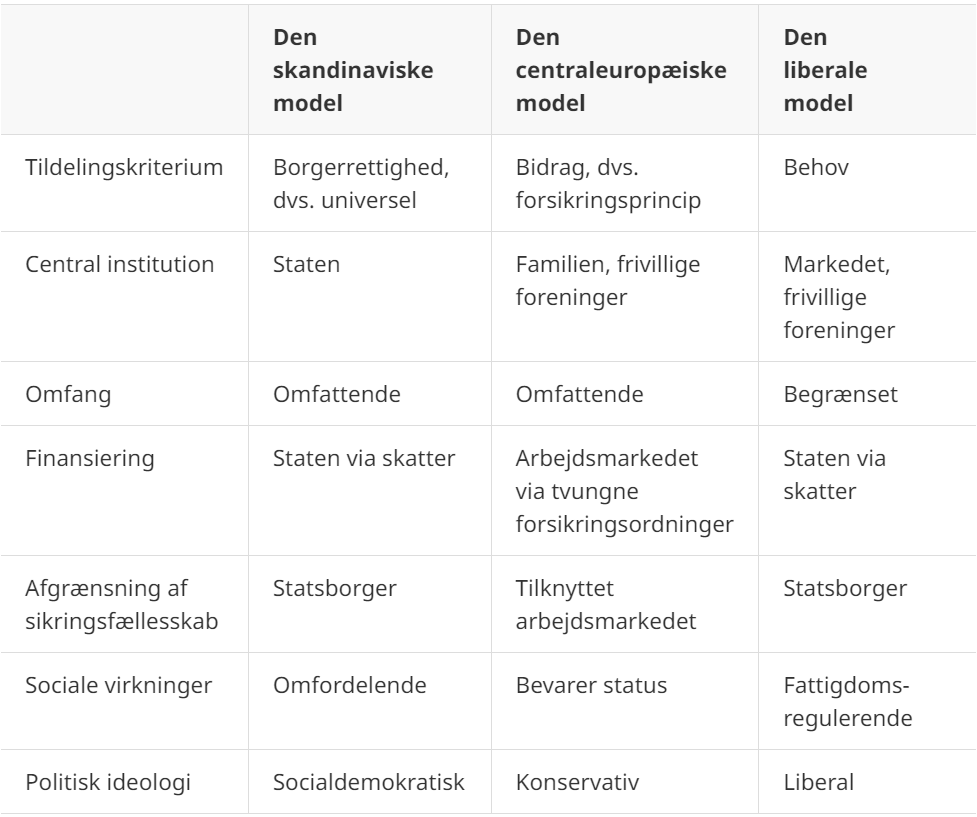 Den
skandinaviske
model
Den
centraleuropæiske
model
Den
liberale
model
Tildelingskriterium
Borgerrettighed,
dvs. universel
Bidrag, dvs.
forsikringsprincip
Behov
Central institution
Staten
Familien, frivillige
foreninger
Markedet,
frivillige
foreninger
Omfang
Omfattende
Omfattende
Begrænset
Finansiering
Staten via skatter
Arbejdsmarkedet
via tvungne
forsikringsordninger
Staten via
skatter
Afgrænsning af
sikringsfællesskab
Statsborger
Tilknyttet
arbejdsmarkedet
Statsborger
Sociale virkninger
Omfordelende
Bevarer status
Fattigdoms-
regulerende
Politisk ideologi
Socialdemokratisk
Konservativ
Liberal